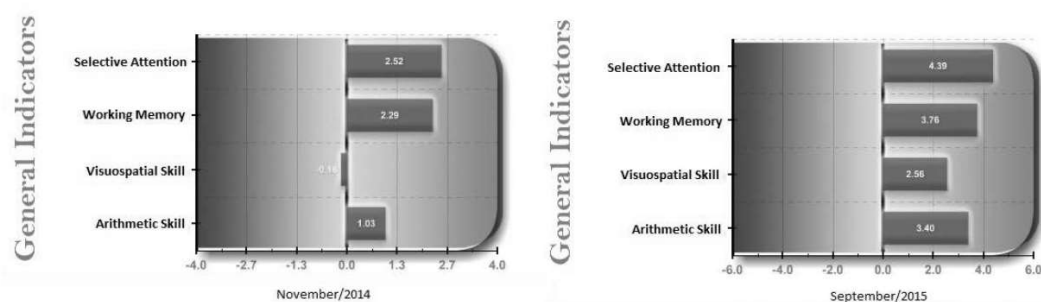 General Indicators
Selective Attention
2.52
Working Memory
2.29
Visuospatial Skill
Arithmetic Skill
1.03
-4.0 -2.7 -1.3 0.0 1.3 2.7 4.0
November/2014
General Indicators
Selective Attention
4.39
Working Memory
3.76
Visuospatial Skill
2.56
Arithmetic Skill
3.40
-6.0 -4.0 -2.0 0.0 2.0 4.0 6.0
September/2015